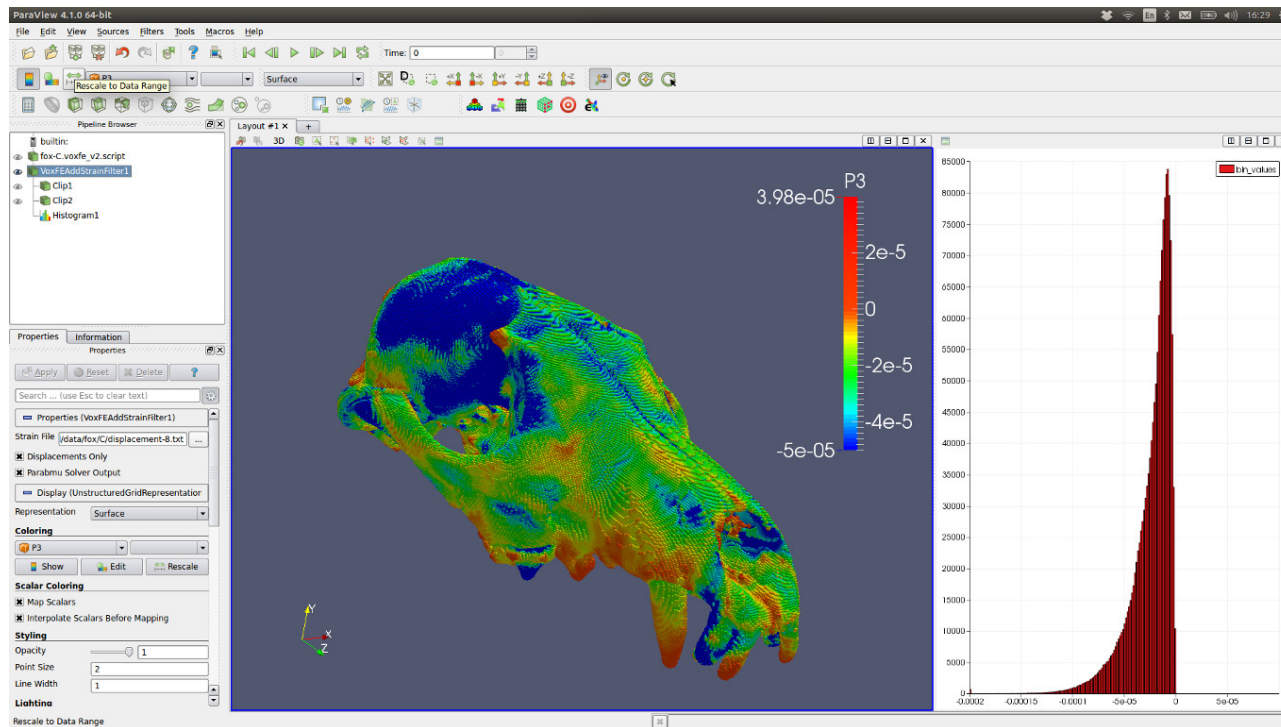 ParaView 4.1.0 64-bit
En
16:29
File Edit View Sources Filters Tools Macros Help
Time: 0
0
P3
Surface
Rescale to Data Range
Pipeline Browser
builtin:
fox-C.voxfe_v2.script
VoxFEAddStrainFilter1
Clip1
Clip2
Histogram1
Properties Information
Properties
Apply Reset Delete ?
Search ... (use Esc to clear text)
Properties (VoxFEAddStrainFilter1)
Strain File /data/fox/C/displacement-8.txt ...
Displacements Only
Parabmu Solver Output
Display (UnstructuredGridRepresentation
Representation Surface
Coloring
P3
Show Edit Rescale
Scalar Coloring
Map Scalars
Interpolate Scalars Before Mapping
Styling
Opacity 1
Point Size 2
Line Width 1
Lighting
Rescale to Data Range
Layout #1 × +
3D
P3
3.98e-05
2e-5
0
-2e-5
-4e-5
-5e-05
Y
X
Z
bin_values
85000
80000
75000
70000
65000
60000
55000
50000
45000
40000
35000
30000
25000
20000
15000
10000
5000
0
-0.0002 -0.00015 -0.0001 -5e-05 0 5e-05